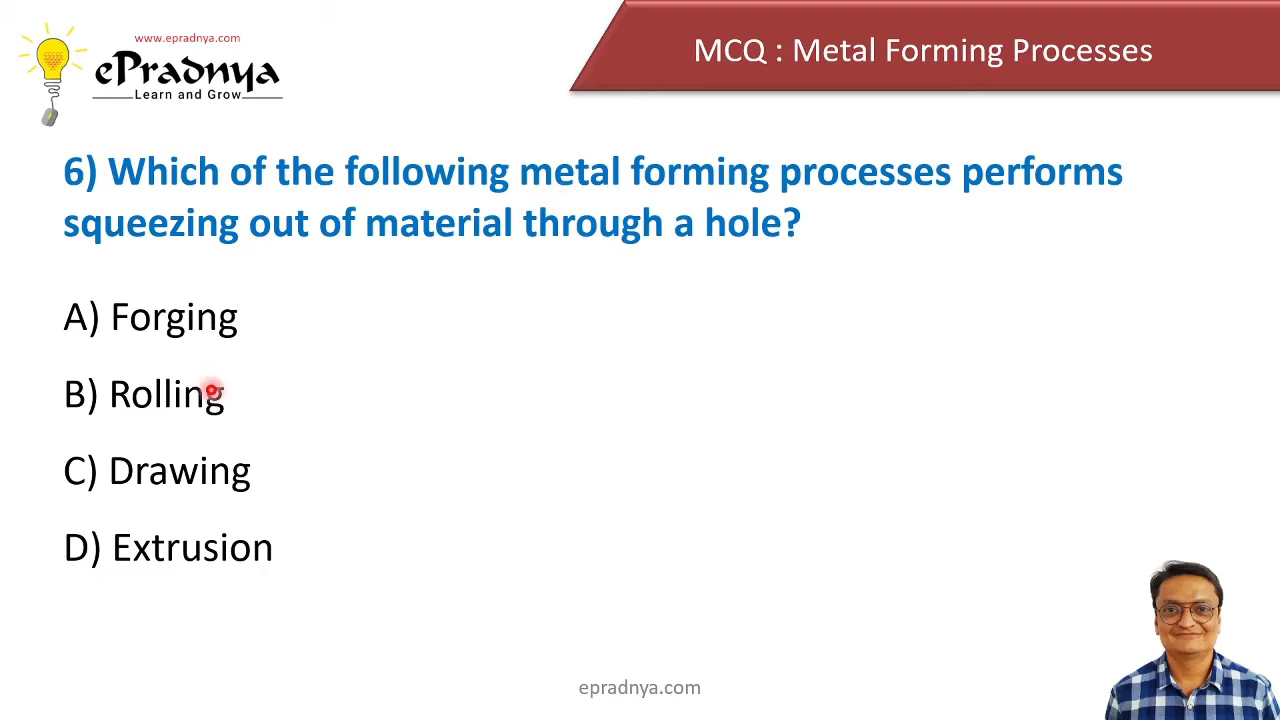 www.epradnya.com
ePradnya
Learn and Grow
MCQ : Metal Forming Processes
6) Which of the following metal forming processes performs
squeezing out of material through a hole?
A) Forging
B) Rolling
C) Drawing
D) Extrusion
epradnya.com